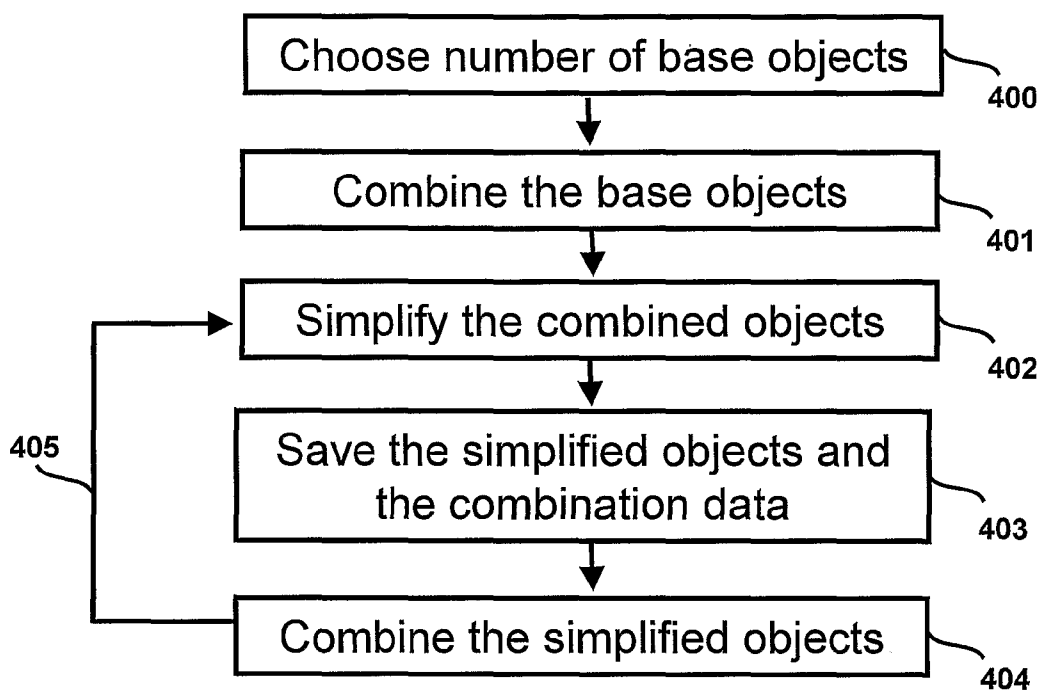 Choose number of base objects
400
Combine the base objects
401
Simplify the combined objects
402
405
Save the simplified objects and
the combination data
403
Combine the simplified objects
404